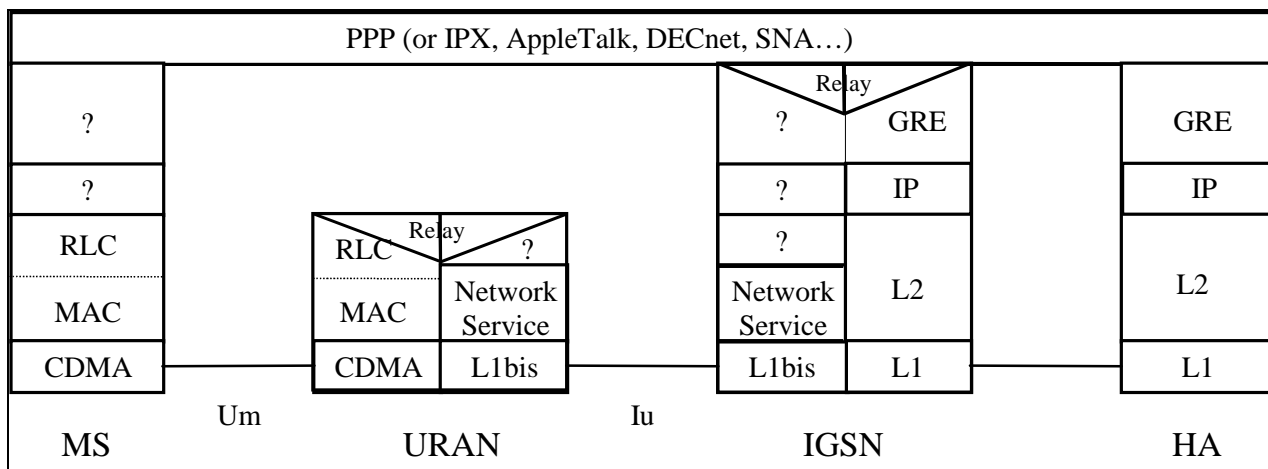 PPP (or IPX, AppleTalk, DECnet, SNA…)
Relay
?
?
GRE
GRE
?
?
IP
IP
RLC
RLC
Relay
?
?
MAC
MAC
Network
Service
Network
Service
L2
L2
CDMA
CDMA
L1bis
L1bis
L1
L1
Um
Iu
MS
URAN
IGSN
HA